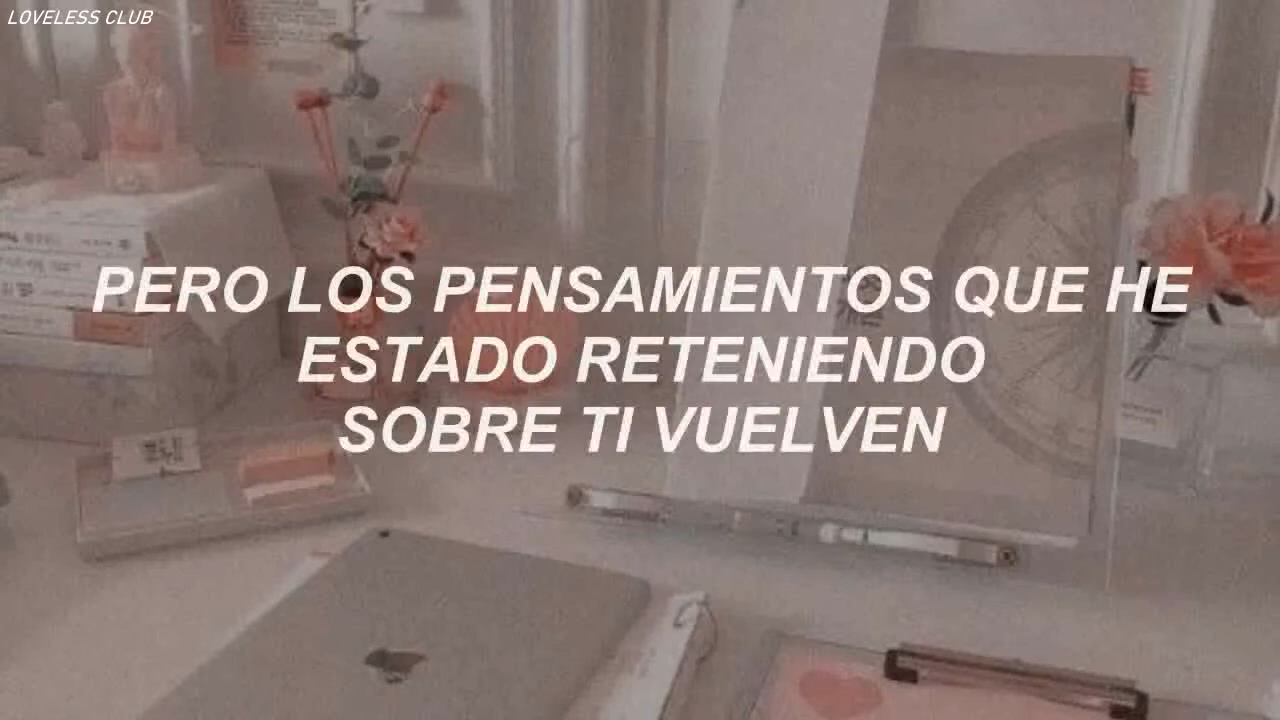 LOVELESS CLUB
PERO LOS PENSAMIENTOS QUE HE
ESTADO RETENIENDO
SOBRE TI VUELVEN